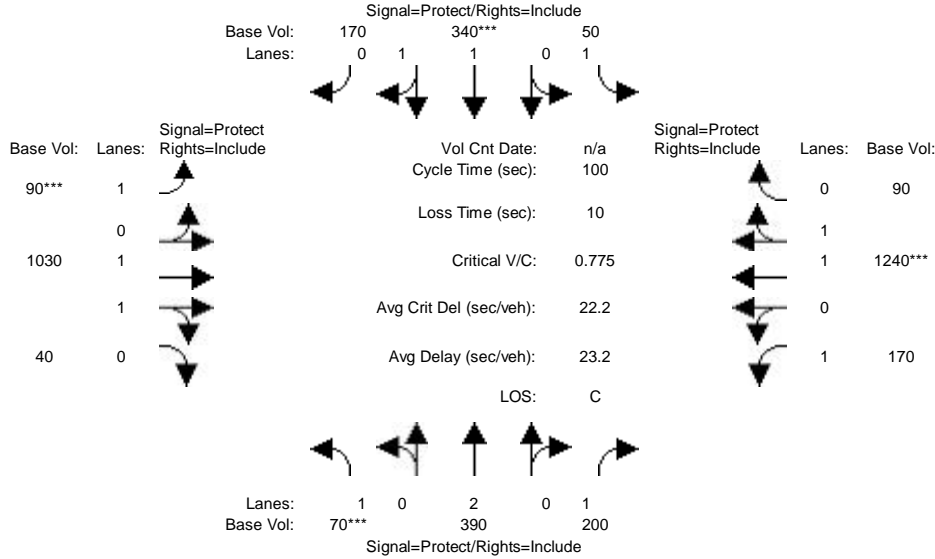 Signal=Protect/Rights=Include
Base Vol: 170 340*** 50
Lanes: 0 1 1 0 1
Signal=Protect Signal=Protect
Base Vol: Lanes: Rights=Include Vol Cnt Date: n/a Rights=Include Lanes: Base Vol:
Cycle Time (sec): 100
90*** 1 0 90
Loss Time (sec): 10
0 1
1030 1 Critical V/C: 0.775 1 1240***
1 Avg Crit Del (sec/veh): 22.2 0
40 0 Avg Delay (sec/veh): 23.2 1 170
LOS: C
Lanes: 1 0 2 0 1
Base Vol: 70*** 390 200
Signal=Protect/Rights=Include